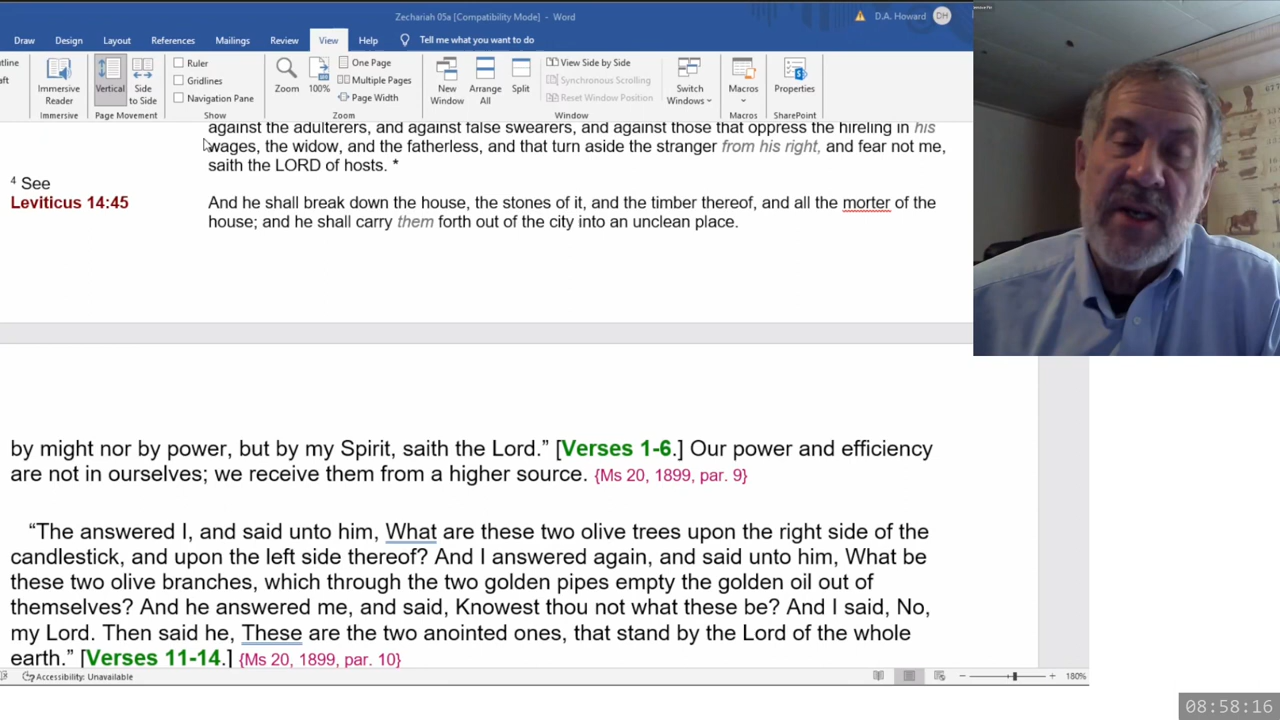 Zechariah 05a [Compatibility Mode] - Word
D.A. Howard DH
Draw Design Layout References Mailings Review View Help Tell me what you want to do
Immersive Reader
Vertical
Side to Side
Ruler
Gridlines
Navigation Pane
Zoom
100%
One Page
Multiple Pages
Page Width
New Window
Arrange All
Split
View Side by Side
Synchronous Scrolling
Reset Window Position
Switch Windows
Macros
Properties
Immersive Page Movement Show Zoom Window Macros SharePoint
against the adulterers, and against false swearers, and against those that oppress the hireling in his
wages, the widow, and the fatherless, and that turn aside the stranger from his right, and fear not me,
saith the LORD of hosts. *
4 See
Leviticus 14:45 And he shall break down the house, the stones of it, and the timber thereof, and all the morter of the
house; and he shall carry them forth out of the city into an unclean place.
by might nor by power, but by my Spirit, saith the Lord.” [Verses 1-6.] Our power and efficiency
are not in ourselves; we receive them from a higher source. {Ms 20, 1899, par. 9}
“The answered I, and said unto him, What are these two olive trees upon the right side of the
candlestick, and upon the left side thereof? And I answered again, and said unto him, What be
these two olive branches, which through the two golden pipes empty the golden oil out of
themselves? And he answered me, and said, Knowest thou not what these be? And I said, No,
my Lord. Then said he, These are the two anointed ones, that stand by the Lord of the whole
earth.” [Verses 11-14.] {Ms 20, 1899, par. 10}
Accessibility: Unavailable
180%
08:58:16